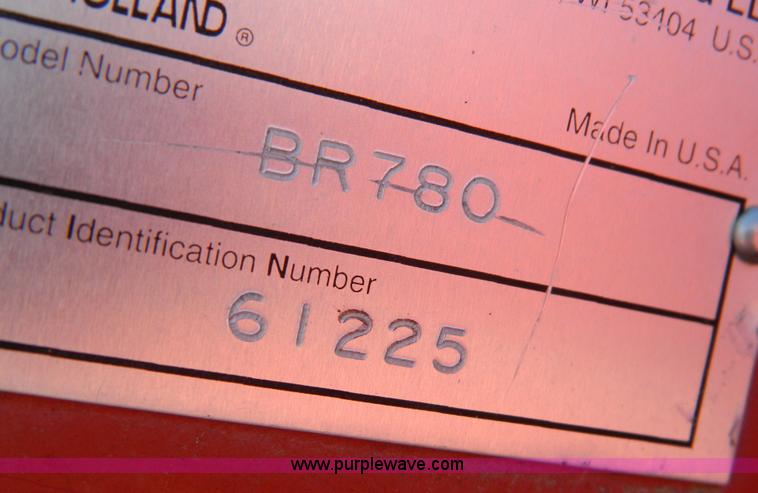 HOLLAND ®
WI 53404 U.S.
Made In U.S.A.
odel Number
BR780
duct Identification Number
61225
www.purplewave.com